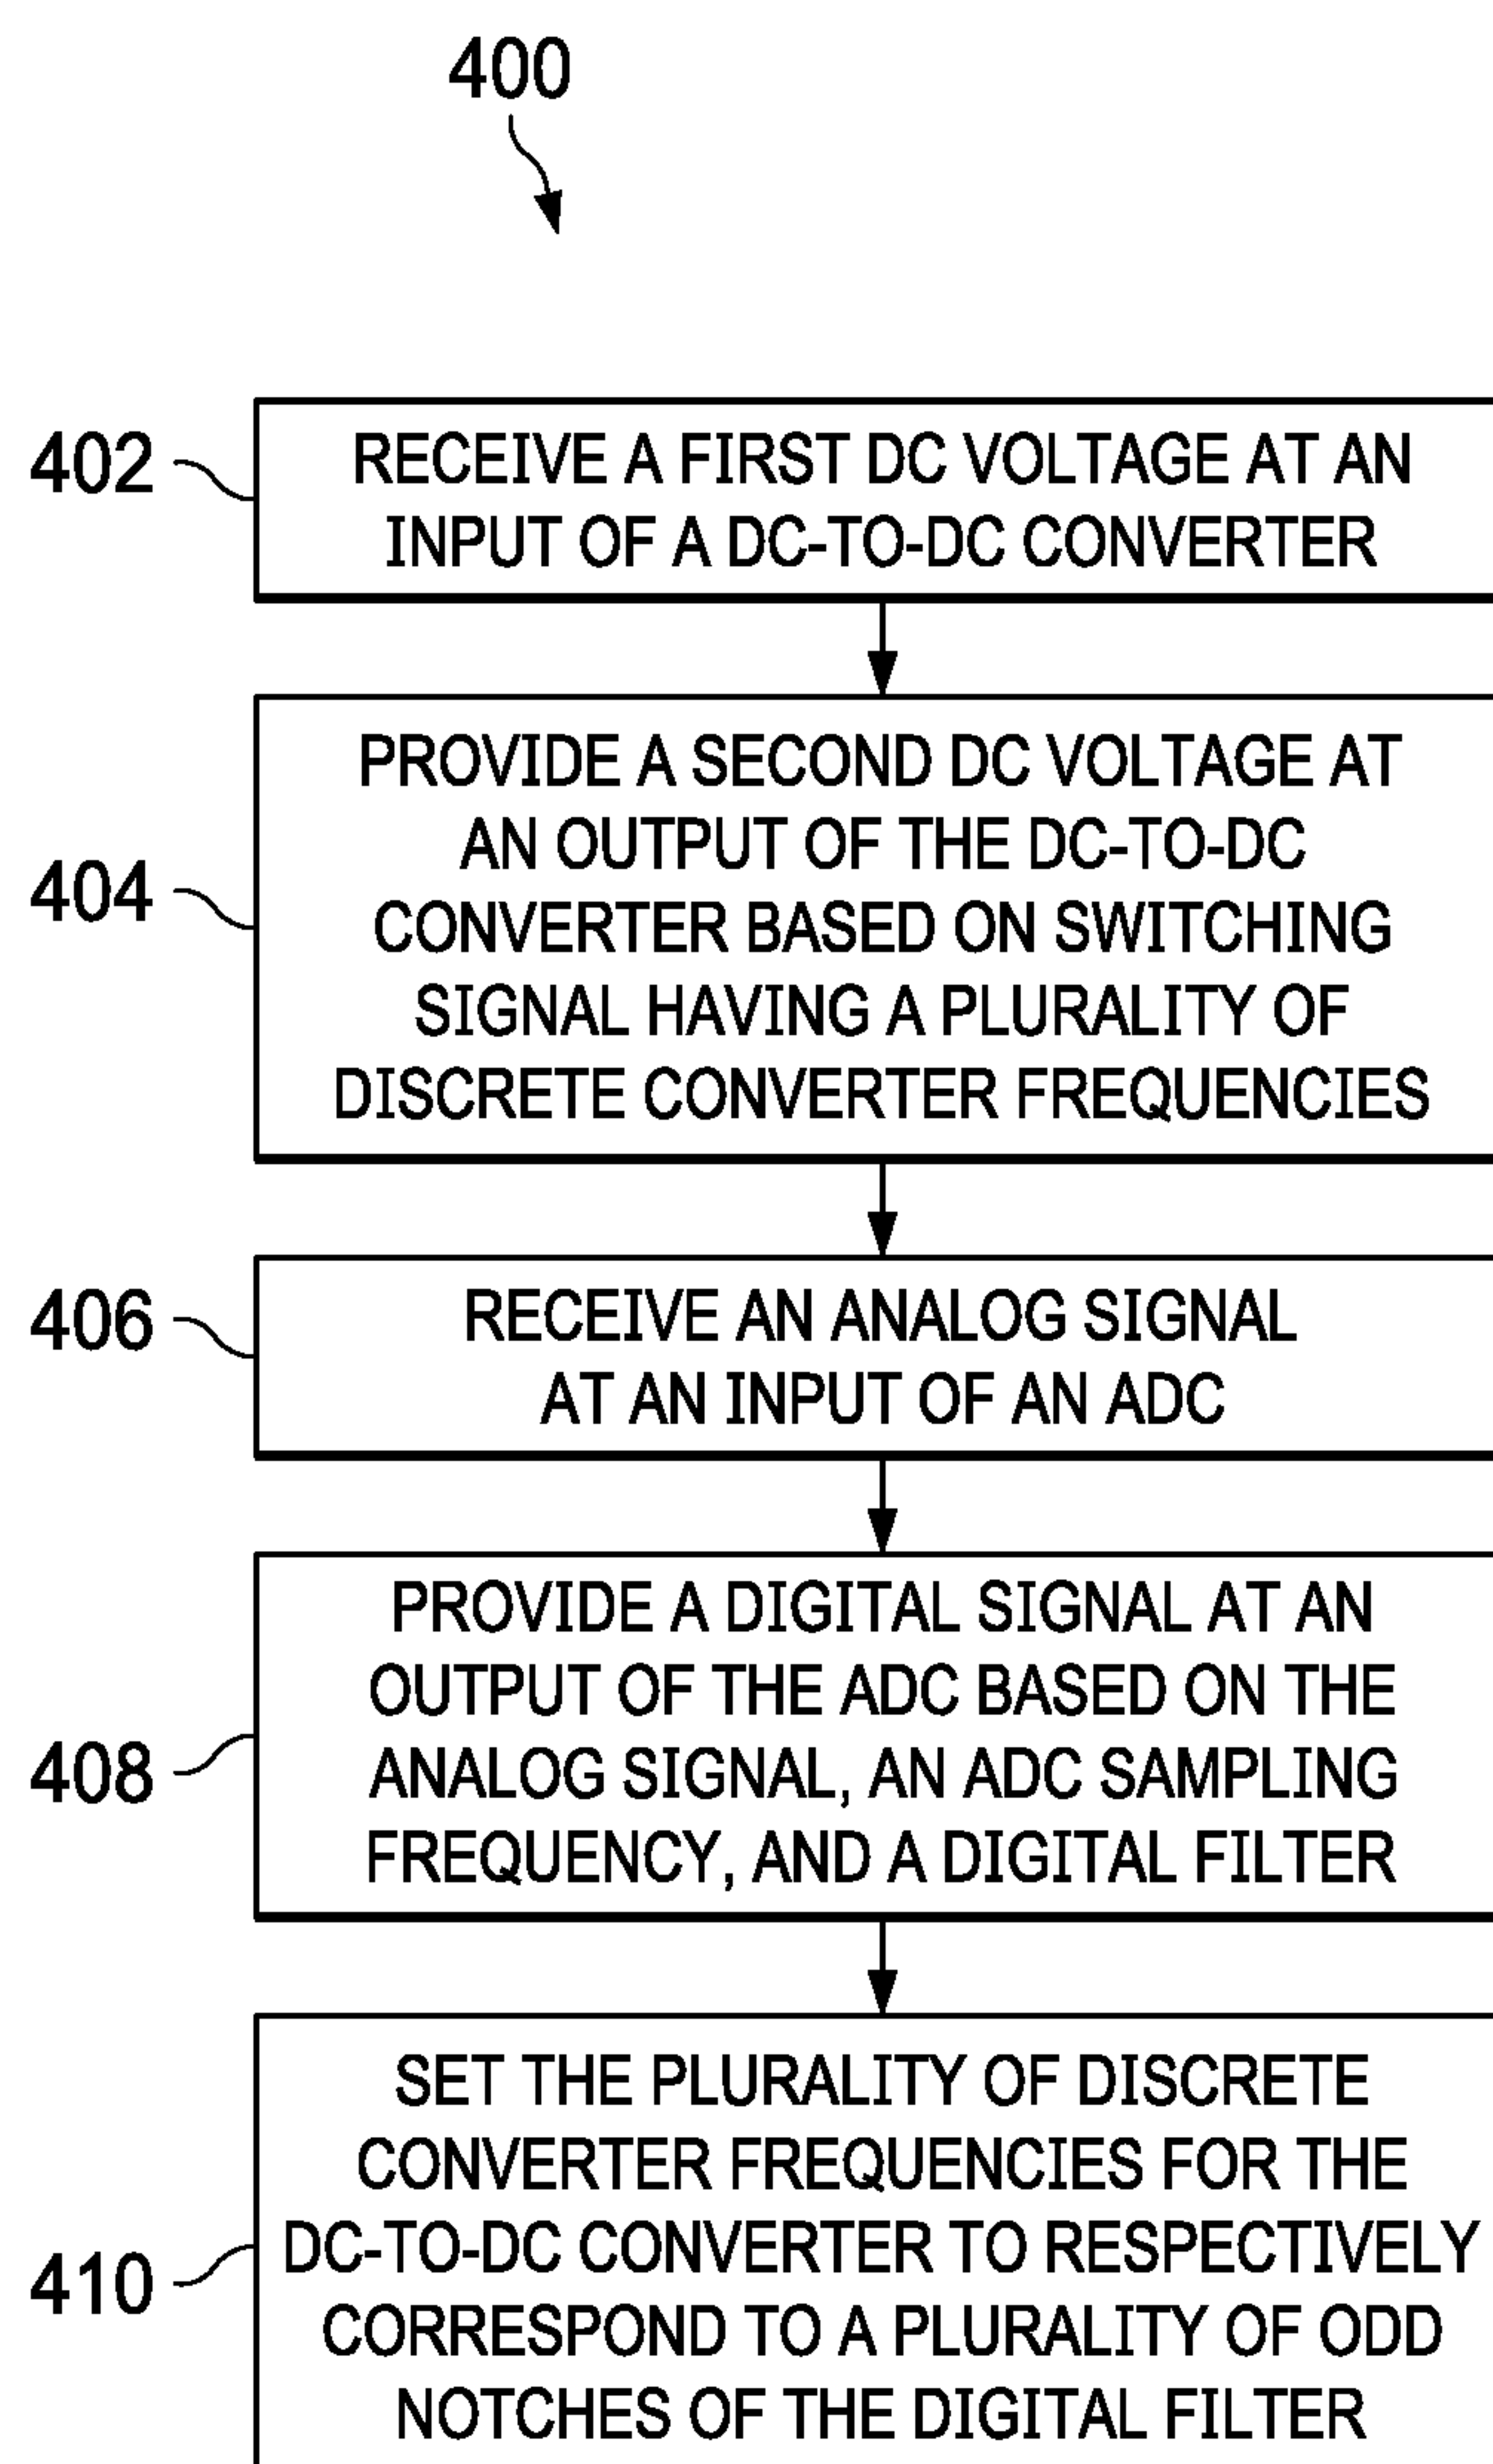 400
402
RECEIVE A FIRST DC VOLTAGE AT AN
INPUT OF A DC-TO-DC CONVERTER
404
PROVIDE A SECOND DC VOLTAGE AT
AN OUTPUT OF THE DC-TO-DC
CONVERTER BASED ON SWITCHING
SIGNAL HAVING A PLURALITY OF
DISCRETE CONVERTER FREQUENCIES
406
RECEIVE AN ANALOG SIGNAL
AT AN INPUT OF AN ADC
408
PROVIDE A DIGITAL SIGNAL AT AN
OUTPUT OF THE ADC BASED ON THE
ANALOG SIGNAL, AN ADC SAMPLING
FREQUENCY, AND A DIGITAL FILTER
410
SET THE PLURALITY OF DISCRETE
CONVERTER FREQUENCIES FOR THE
DC-TO-DC CONVERTER TO RESPECTIVELY
CORRESPOND TO A PLURALITY OF ODD
NOTCHES OF THE DIGITAL FILTER